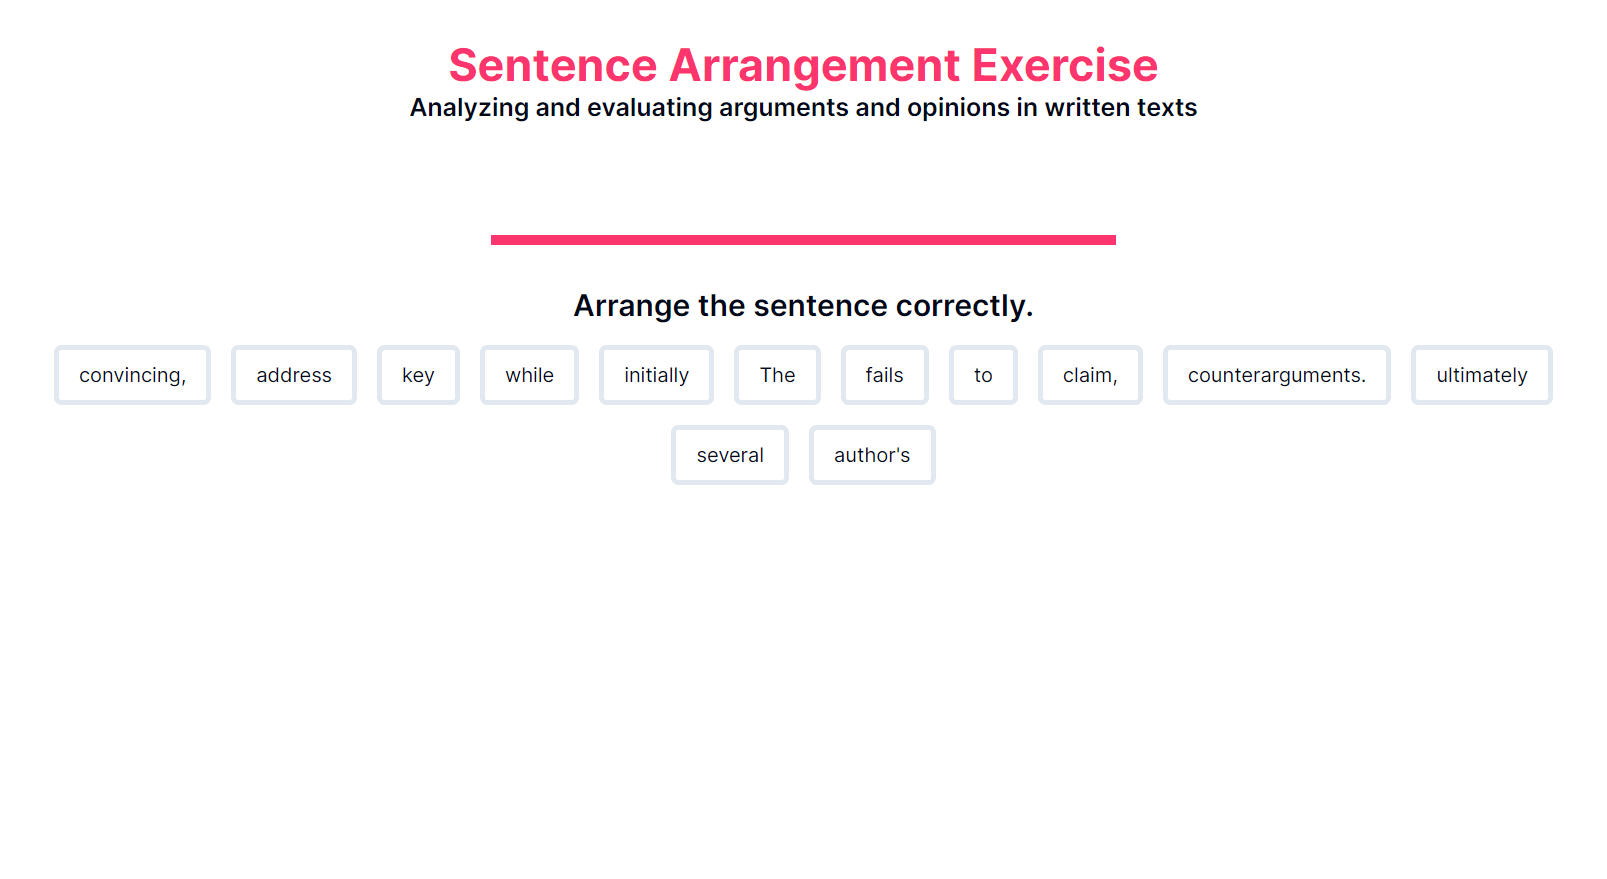 Sentence Arrangement Exercise
Analyzing and evaluating arguments and opinions in written texts
Arrange the sentence correctly.
convincing, address key while initially The fails to claim, counterarguments. ultimately
several author's